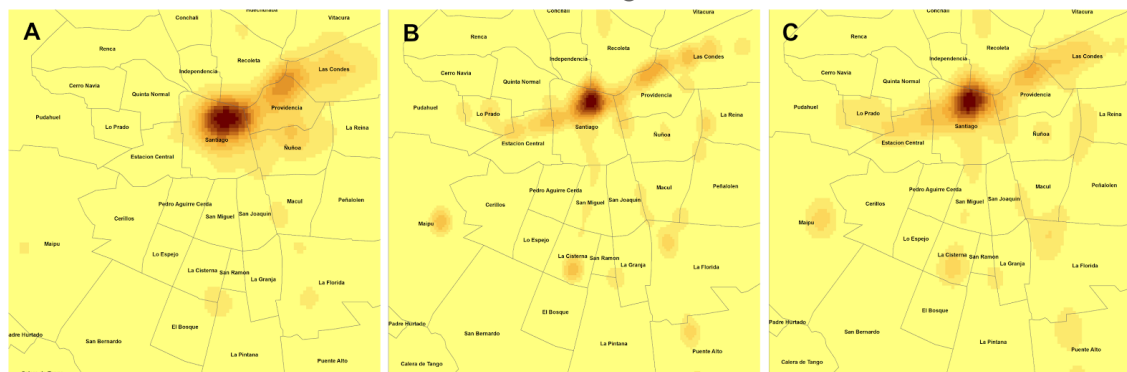 A
Huechuraba
Conchali
Vitacura
Renca
Recoleta
Independencia
Las Condes
Cerro Navia
Quinta Normal
Providencia
Pudahuel
Lo Prado
La Reina
Santiago
Ñuñoa
Estacion Central
Peñalolen
Pedro Aguirre Cerda
Macul
San Miguel
San Joaquin
Cerillos
Maipu
Lo Espejo
La Cisterna
San Ramon
La Granja
La Florida
El Bosque
Padre Hurtado
San Bernardo
La Pintana
Puente Alto
B
Conchali
Vitacura
Renca
Recoleta
Independencia
Las Condes
Cerro Navia
Quinta Normal
Providencia
Pudahuel
Lo Prado
La Reina
Santiago
Ñuñoa
Estacion Central
Pedro Aguirre Cerda
Macul
Peñalolen
San Miguel
San Joaquin
Cerillos
Maipu
Lo Espejo
La Cisterna
San Ramon
La Granja
La Florida
El Bosque
Padre Hurtado
San Bernardo
La Pintana
Puente Alto
Calera de Tango
C
Conchali
Vitacura
Renca
Recoleta
Independencia
Las Condes
Cerro Navia
Quinta Normal
Providencia
Pudahuel
Lo Prado
La Reina
Santiago
Ñuñoa
Estacion Central
Pedro Aguirre Cerda
Macul
Peñalolen
San Miguel
San Joaquin
Cerillos
Maipu
Lo Espejo
La Cisterna
San Ramon
La Granja
La Florida
El Bosque
Padre Hurtado
San Bernardo
La Pintana
Puente Alto
Calera de Tango